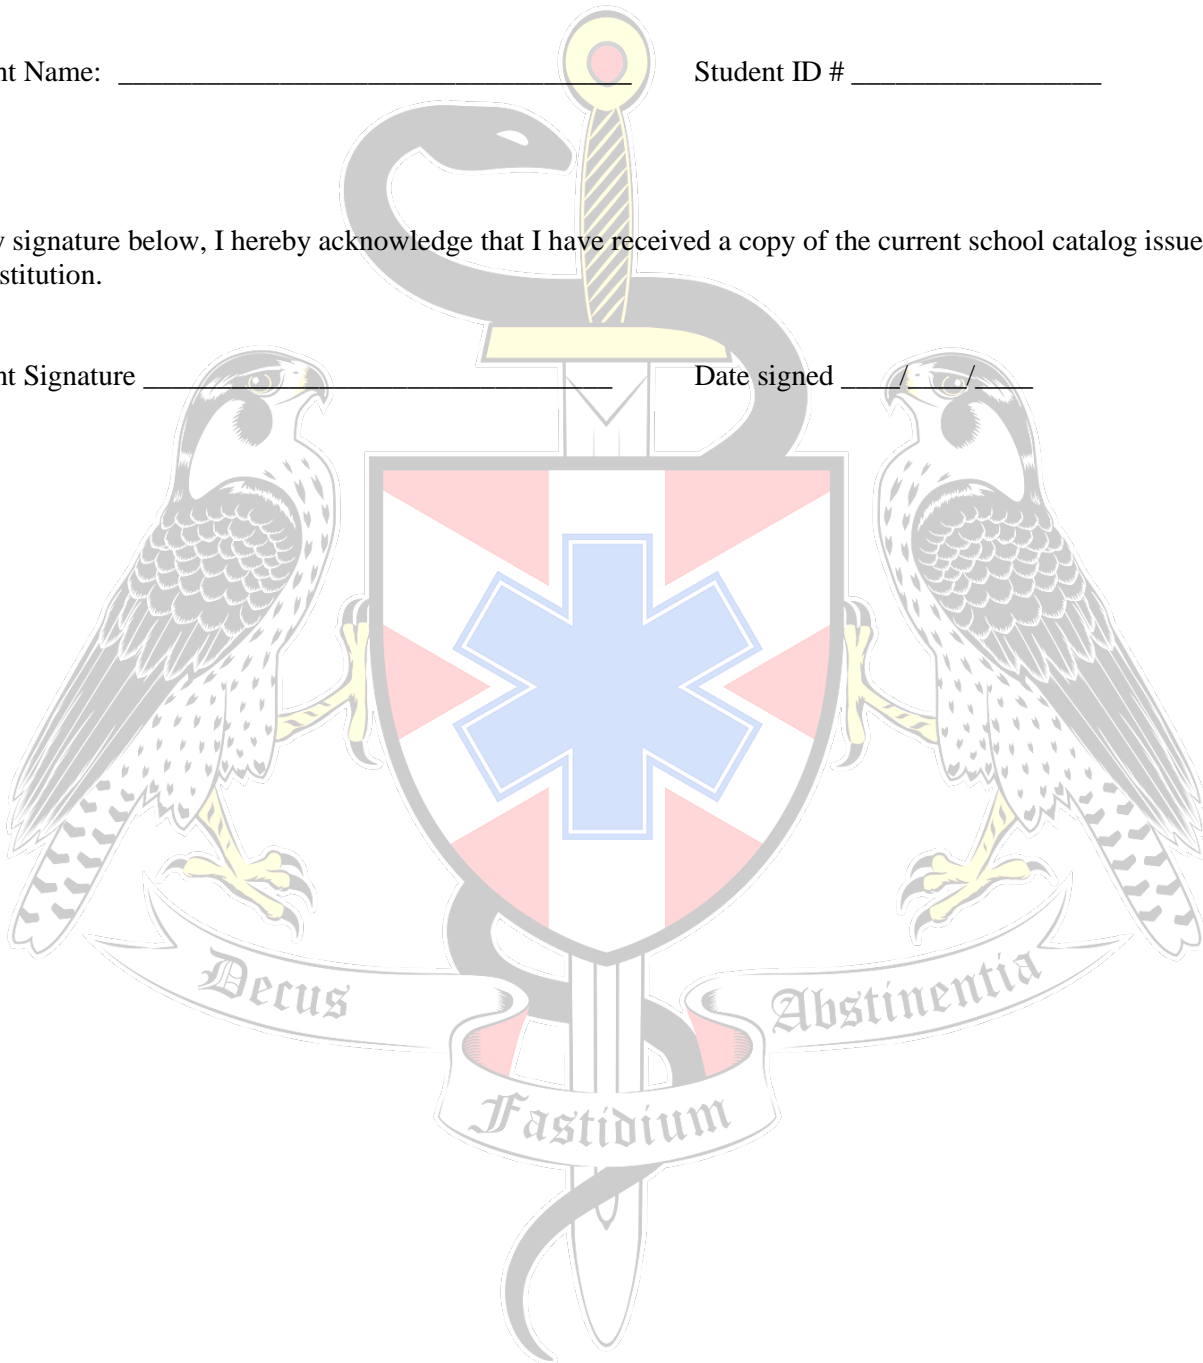 nt Name: ___________________________________ Student ID # _________________
y signature below, I hereby acknowledge that I have received a copy of the current school catalog issue
stitution.
nt Signature ________________________________ Date signed ____/____/____
Decus
Abstinentia
Fastidium